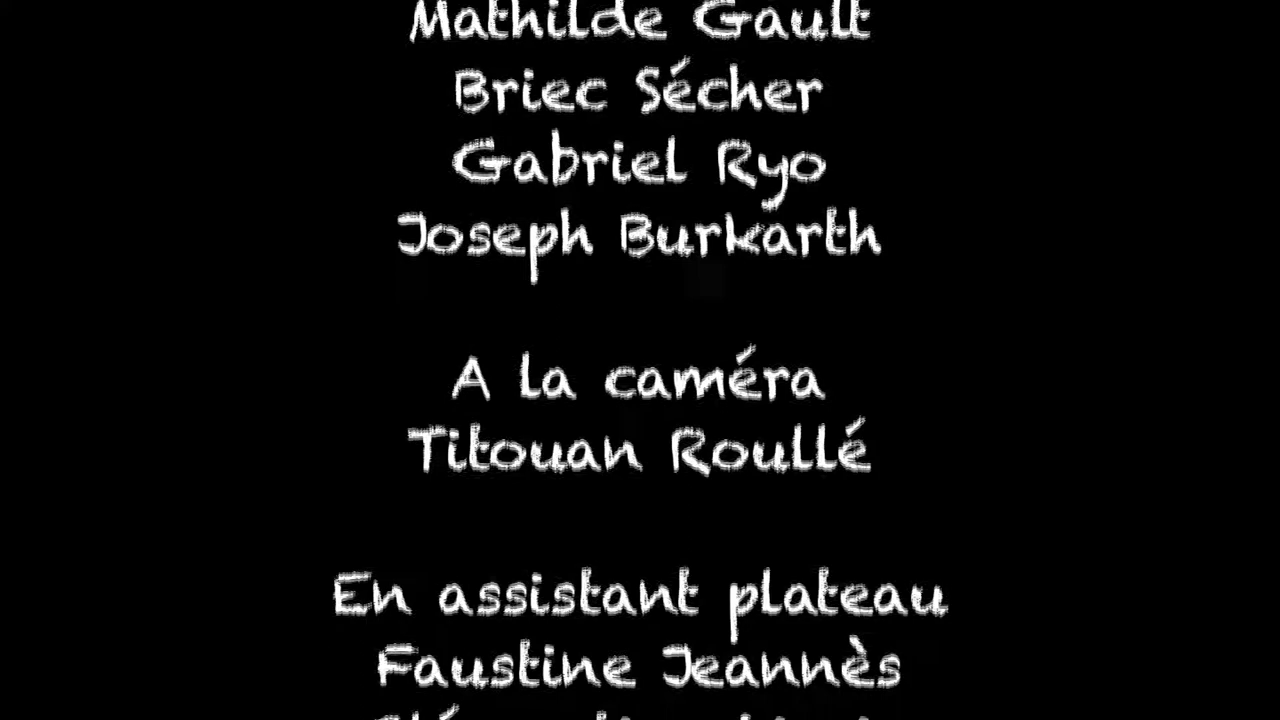 Mathilde Gault
Briec Sécher
Gabriel Ryo
Joseph Burkarth
A la caméra
Titouan Roullé
En assistant plateau
Faustine Jeannès